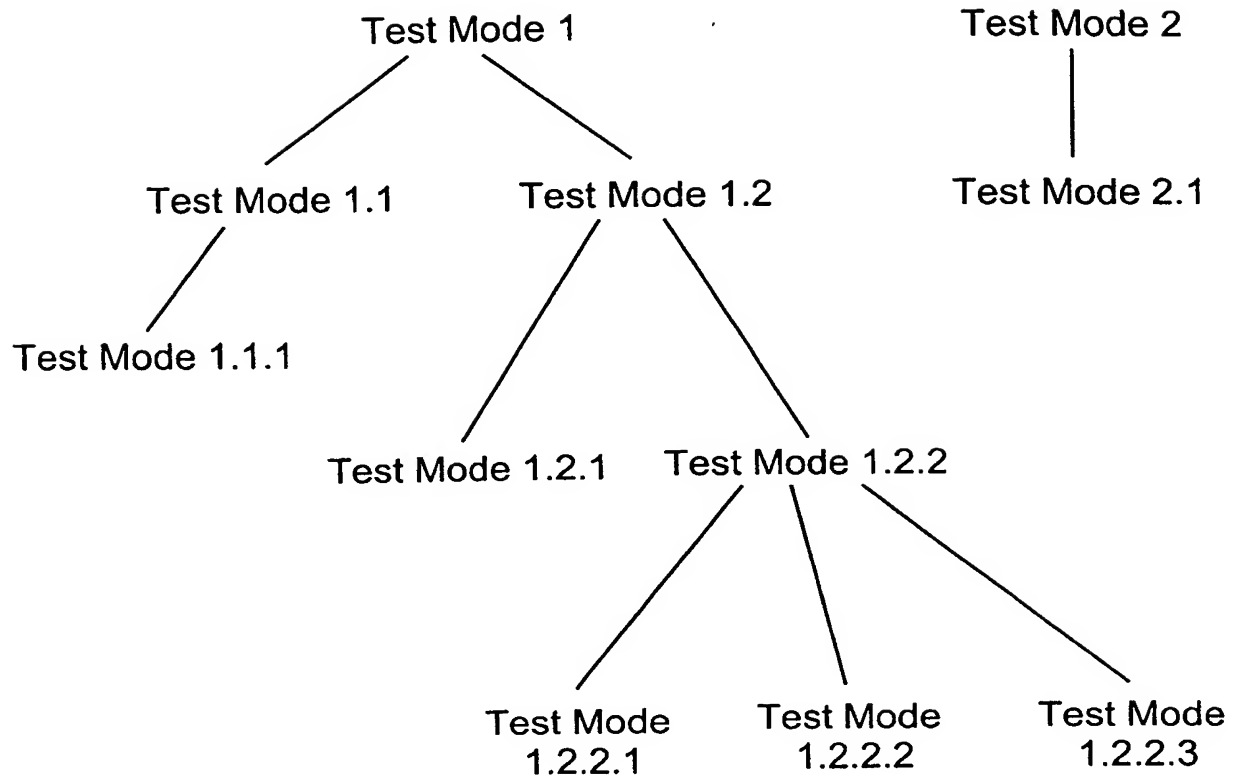 Test Mode 1
Test Mode 2
Test Mode 1.1
Test Mode 1.2
Test Mode 2.1
Test Mode 1.1.1
Test Mode 1.2.1
Test Mode 1.2.2
Test Mode
1.2.2.1
Test Mode
1.2.2.2
Test Mode
1.2.2.3